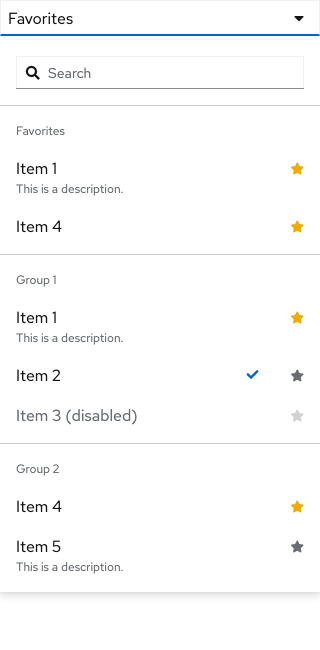 Favorites
Search
Favorites
Item 1
This is a description.
Item 4
Group 1
Item 1
This is a description.
Item 2
Item 3 (disabled)
Group 2
Item 4
Item 5
This is a description.